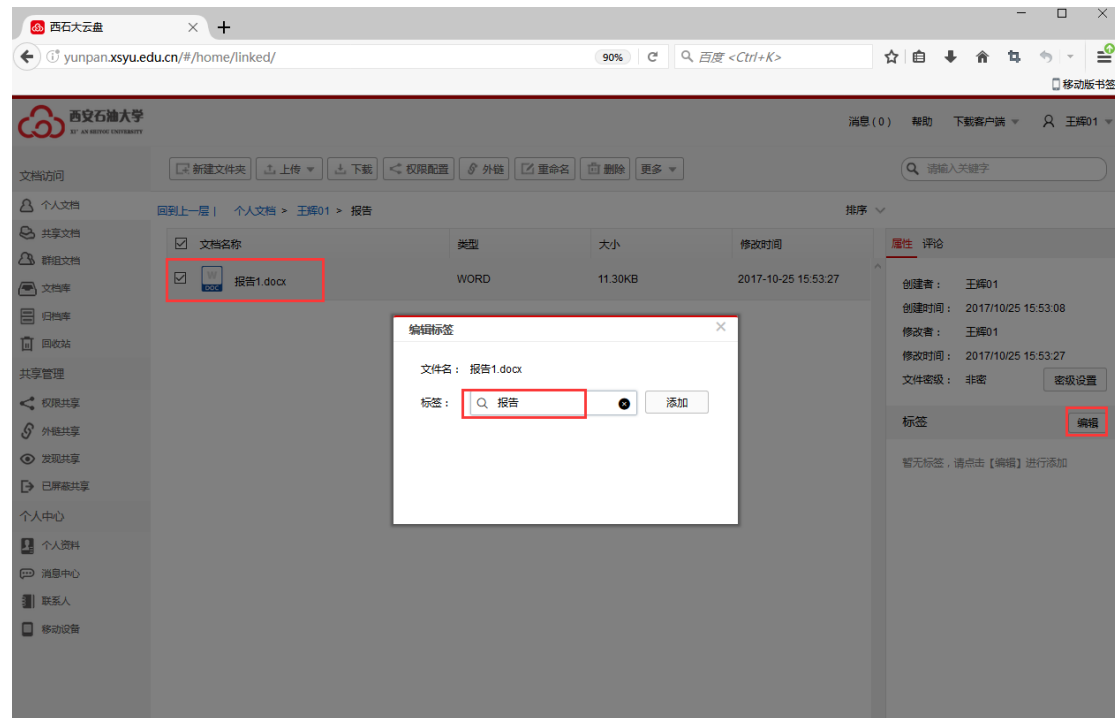 西石大云盘
yunpan.xsyu.edu.cn/#/home/linked/ 90% 百度 <Ctrl+K>
移动版书签
西安石油大学
消息(0) 帮助 下载客户端 王辉01
文档访问 新建文件夹 上传 下载 权限配置 外链 重命名 删除 更多 请输入关键字
个人文档 回到上一层 | 个人文档 > 王辉01 > 报告 排序
共享文档 文档名称 类型 大小 修改时间 属性 评论
群组文档
文档库 W DOC 报告1.docx WORD 11.30KB 2017-10-25 15:53:27 创建者: 王辉01
归档库 创建时间: 2017/10/25 15:53:08
回收站 编辑标签 修改者: 王辉01
修改时间: 2017/10/25 15:53:27
共享管理 文件名: 报告1.docx 文件密级: 非密 密级设置
权限共享 标签: 报告 添加
外链共享 标签 编辑
发现共享 暂无标签,请点击【编辑】进行添加
已屏蔽共享
个人中心
个人资料
消息中心
联系人
移动设备